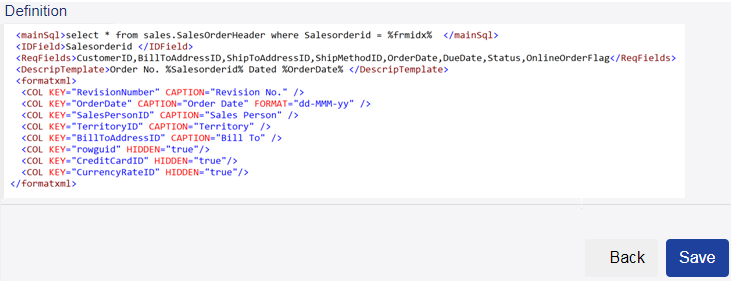 Definition
<mainSql>select * from sales.SalesOrderHeader where Salesorderid = %frmidx%  </mainSql>
<IDField>Salesorderid </IDField>
<ReqFields>CustomerID,BillToAddressID,ShipToAddressID,ShipMethodID,OrderDate,DueDate,Status,OnlineOrderFlag</ReqFields>
<DescripTemplate>Order No. %Salesorderid% Dated %OrderDate% </DescripTemplate>
<formatxml>
<COL KEY="RevisionNumber" CAPTION="Revision No." />
<COL KEY="OrderDate" CAPTION="Order Date" FORMAT="dd-MMM-yy" />
<COL KEY="SalesPersonID" CAPTION="Sales Person" />
<COL KEY="TerritoryID" CAPTION="Territory" />
<COL KEY="BillToAddressID" CAPTION="Bill To" />
<COL KEY="rowguid" HIDDEN="true"/>
<COL KEY="CreditCardID" HIDDEN="true"/>
<COL KEY="CurrencyRateID" HIDDEN="true"/>
</formatxml>
Back Save